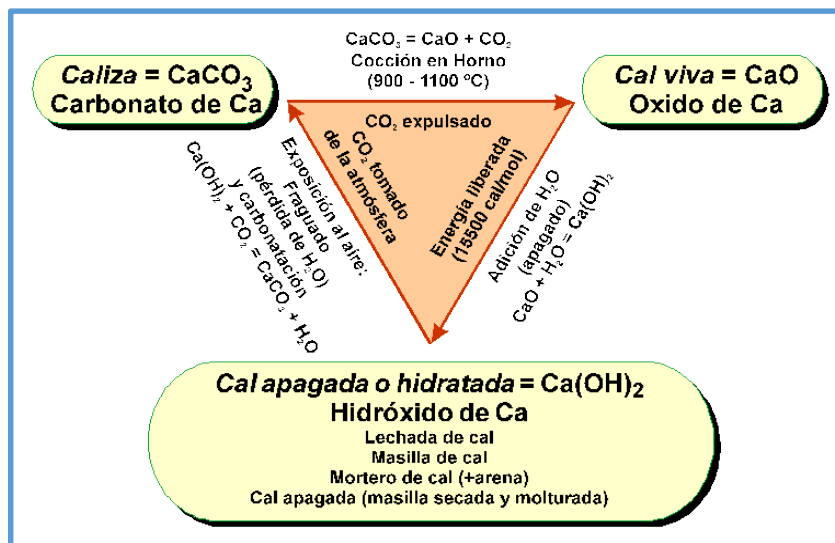 CaCO₃ = CaO + CO₂
Cocción en Horno
(900 - 1100 ºC)
Caliza = CaCO₃
Carbonato de Ca
Cal viva = CaO
Oxido de Ca
CO₂ expulsado
CO₂ tomado
de la atmósfera
Energía liberada
(15500 cal/mol)
Exposición al aire:
Fraguado
(pérdida de H₂O)
y carbonatación
Ca(OH)₂ + CO₂ = CaCO₃ + H₂O
Adición de H₂O
(apagado)
CaO + H₂O = Ca(OH)₂
Cal apagada o hidratada = Ca(OH)₂
Hidróxido de Ca
Lechada de cal
Masilla de cal
Mortero de cal (+arena)
Cal apagada (masilla secada y molturada)